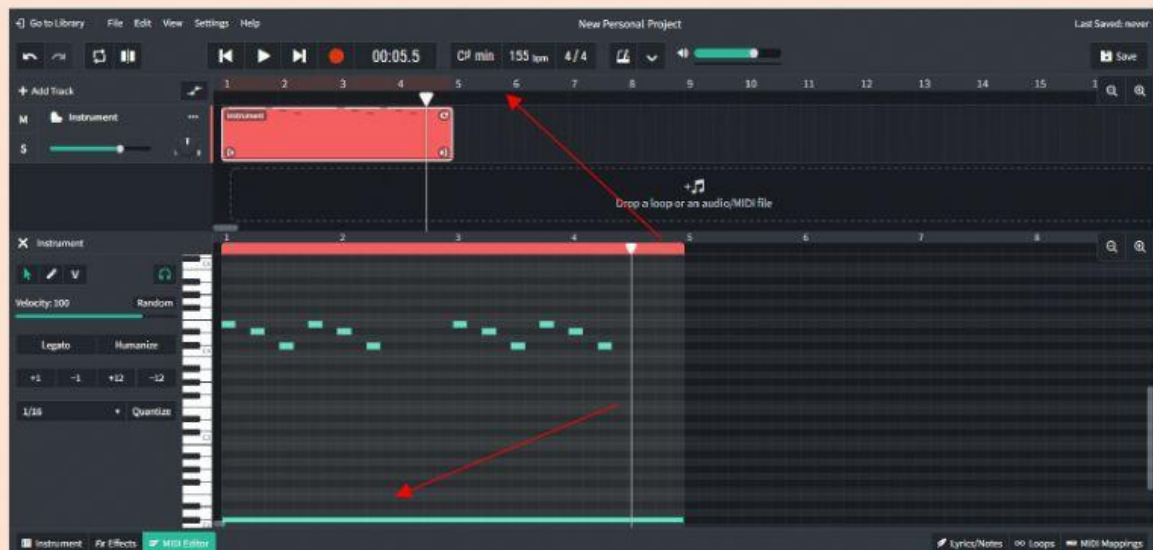 Go to Library File Edit View Settings Help New Personal Project Last Saved: never
00:05.5 C# min 155 bpm 4/4 Save
+ Add Track 1 2 3 4 5 6 7 8 9 10 11 12 13 14 15
M Instrument ... Instrument
S
Drop a loop or an audio/MIDI file
X Instrument 1 2 3 4 5 6 7 8
V
Velocity: 100 Random
Legato Humanize
+1 -1 +12 -12
1/16 Quantize
Instrument Fx Effects MIDI Editor Lyrics/Notes Loops MIDI Mappings